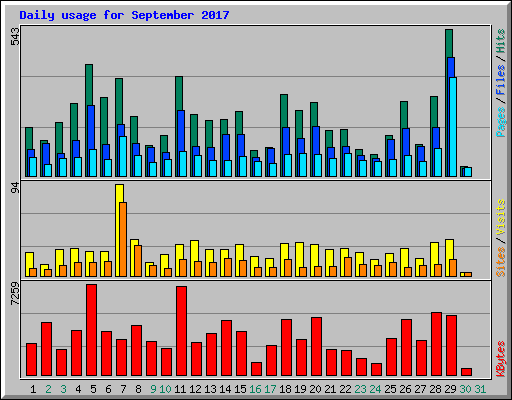 Daily usage for September 2017
543
Pages / Files / Hits
94
Sites / Visits
7259
KBytes
1 2 3 4 5 6 7 8 9 10 11 12 13 14 15 16 17 18 19 20 21 22 23 24 25 26 27 28 29 30 31